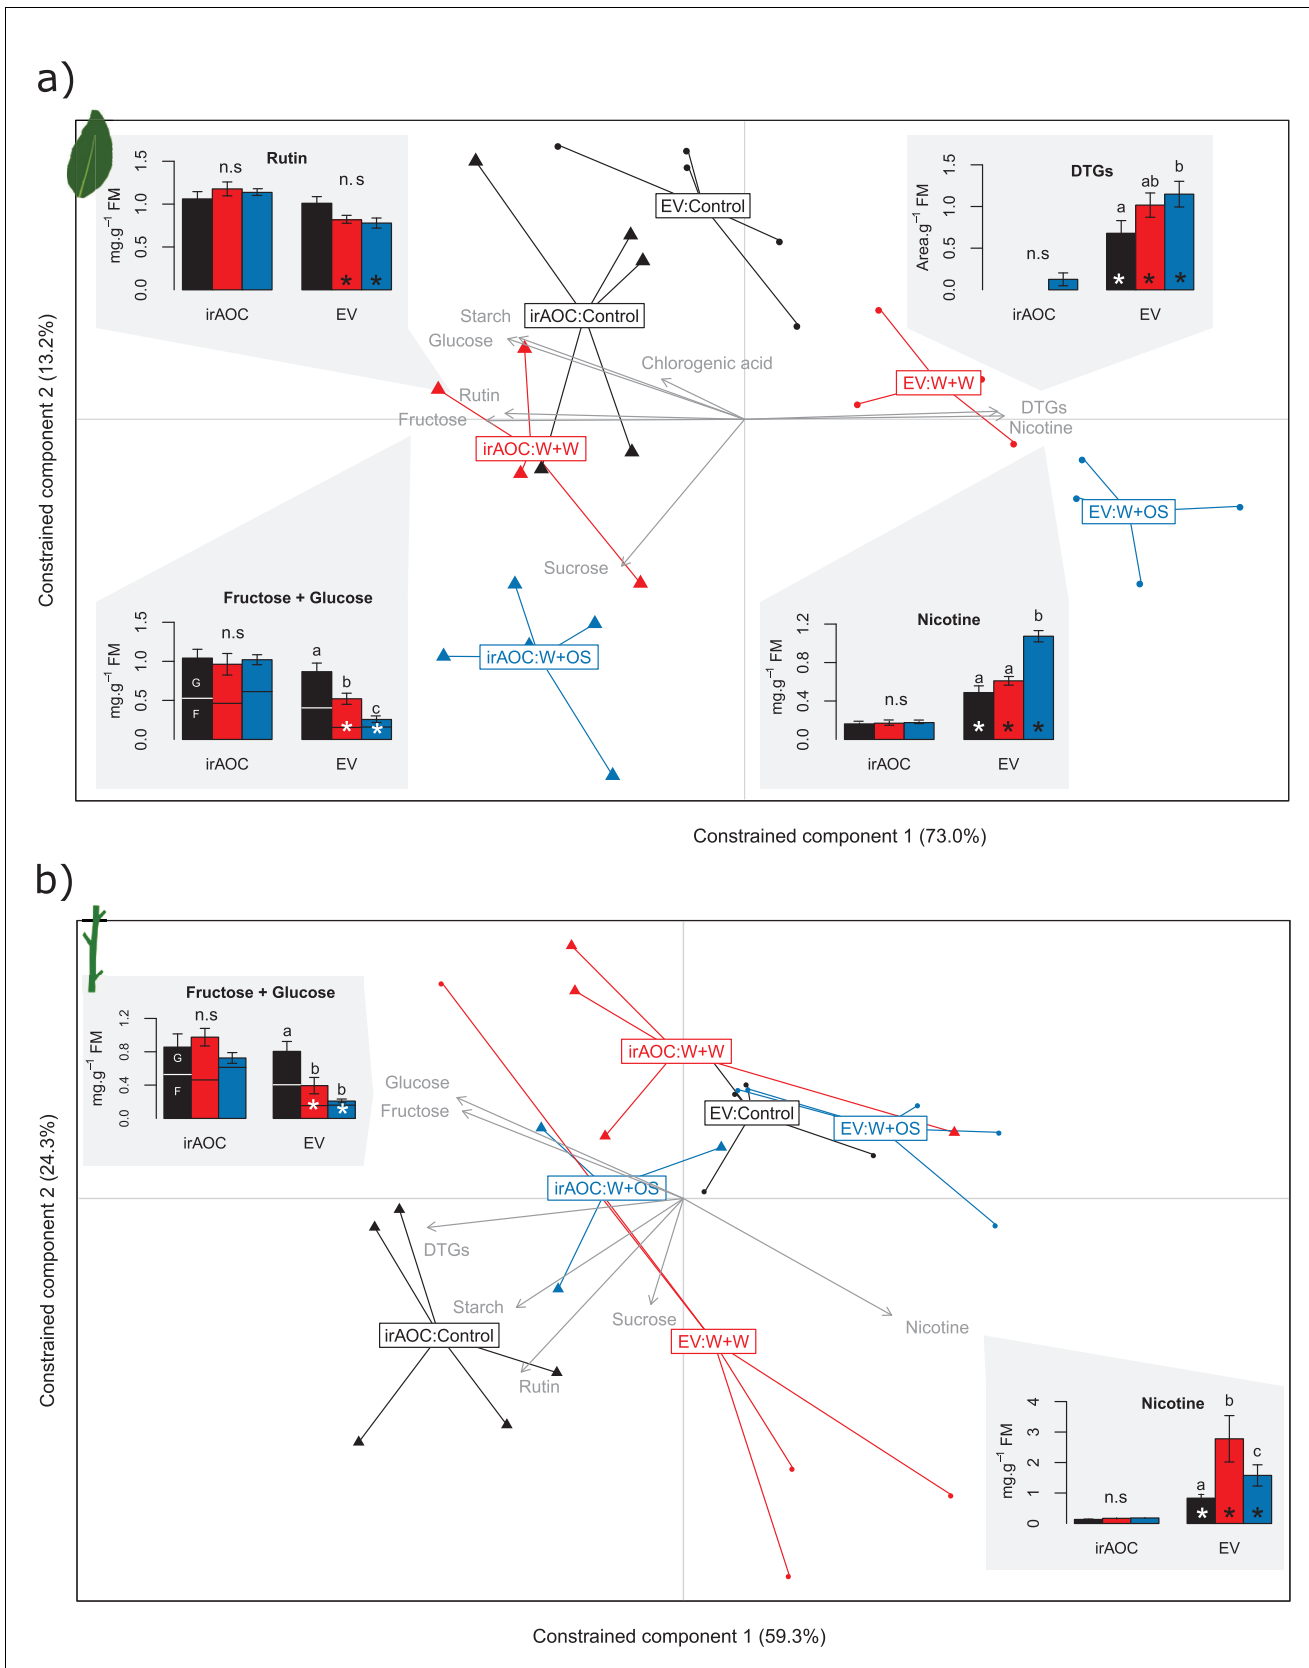 a)
Rutin
n.s
n. s
mg.g⁻¹ FM
0.0
0.5
1.0
1.5
*
*
irAOC
EV
DTGs
n.s
a
ab
b
Area.g⁻¹ FM
0.0
0.5
1.0
1.5
*
*
*
irAOC
EV
EV:Control
irAOC:Control
Starch
Glucose
Chlorogenic acid
Rutin
Fructose
EV:W+W
DTGs
Nicotine
irAOC:W+W
EV:W+OS
Sucrose
irAOC:W+OS
Fructose + Glucose
n.s
a
b
c
mg.g⁻¹ FM
0.0
0.5
1.0
1.5
G
F
*
*
irAOC
EV
Nicotine
n.s
a
a
b
mg.g⁻¹ FM
0.0
0.4
0.8
1.2
*
*
*
irAOC
EV
Constrained component 2 (13.2%)
Constrained component 1 (73.0%)
b)
Fructose + Glucose
n.s
a
b
b
mg.g⁻¹ FM
0.0
0.4
0.8
1.2
G
F
*
*
irAOC
EV
irAOC:W+W
Glucose
Fructose
EV:Control
EV:W+OS
irAOC:W+OS
DTGs
Starch
Sucrose
Nicotine
irAOC:Control
EV:W+W
Rutin
Nicotine
n.s
a
b
c
mg.g⁻¹ FM
0
1
2
3
4
*
*
*
irAOC
EV
Constrained component 2 (24.3%)
Constrained component 1 (59.3%)